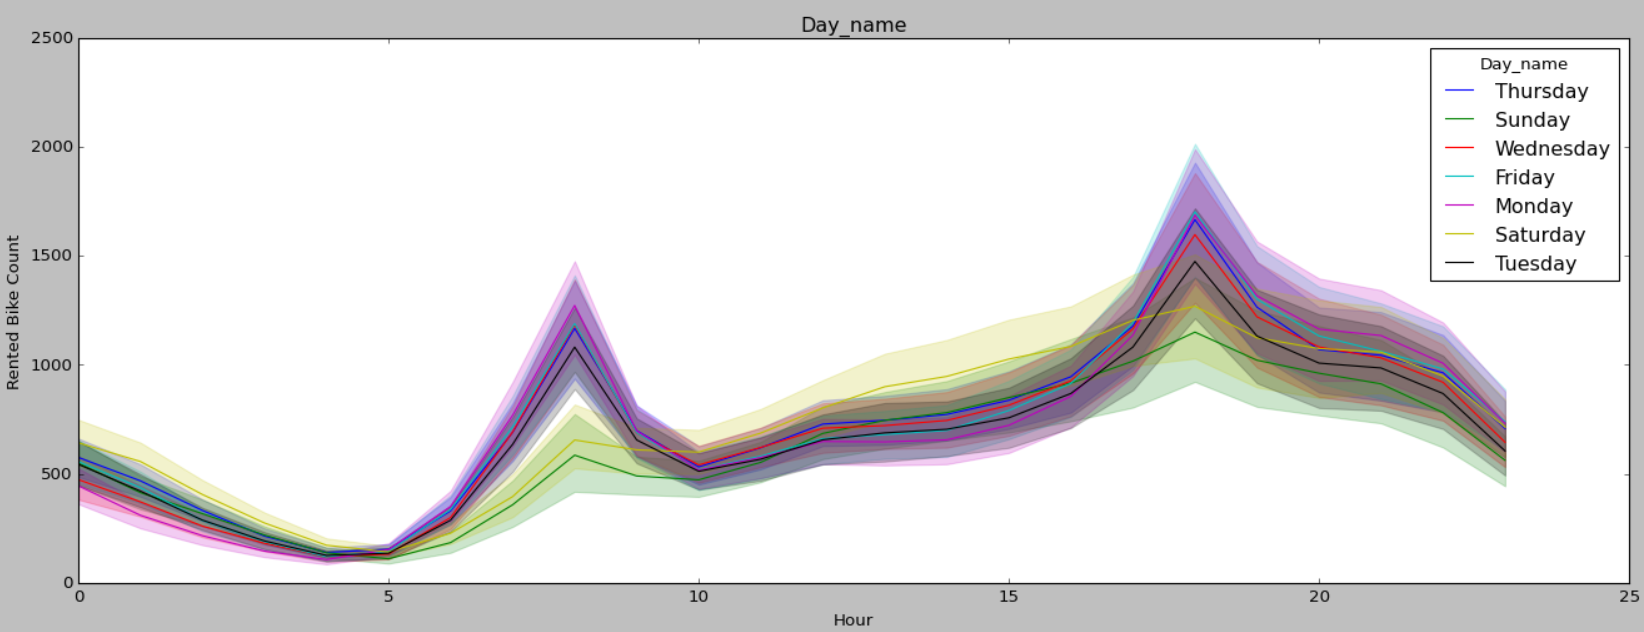 Day_name
2500
2000
1500
1000
500
0
Rented Bike Count
0 5 10 15 20 25
Hour
Day_name
Thursday
Sunday
Wednesday
Friday
Monday
Saturday
Tuesday